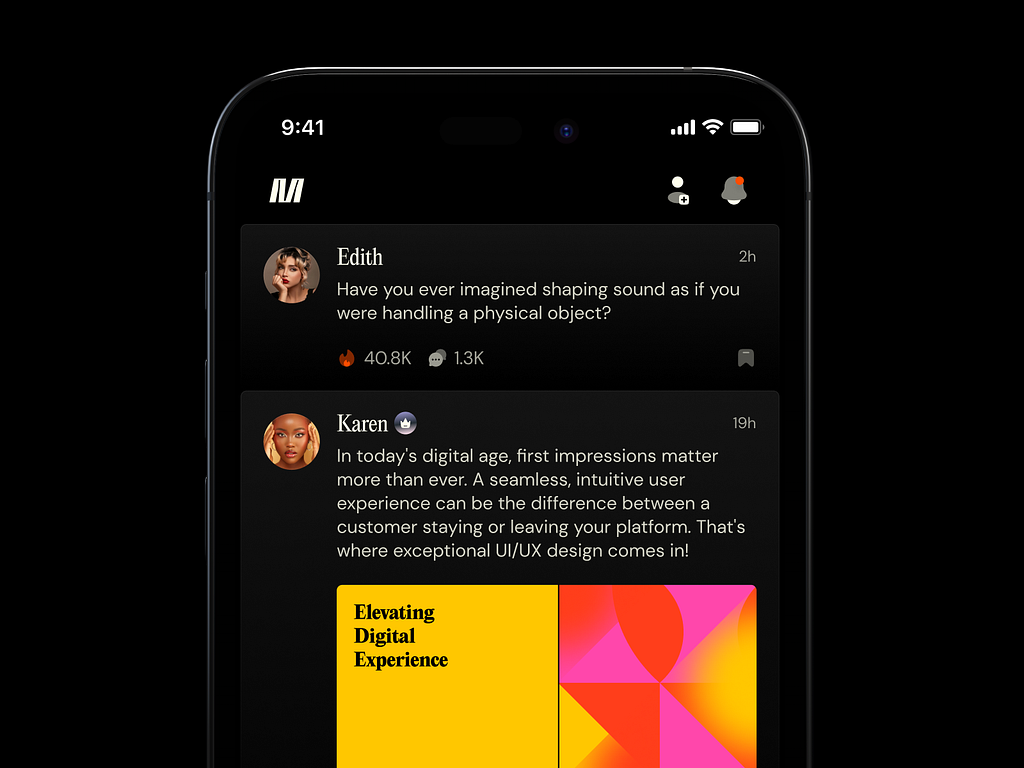 9:41
Edith
2h
Have you ever imagined shaping sound as if you
were handling a physical object?
40.8K
1.3K
Karen
19h
In today's digital age, first impressions matter
more than ever. A seamless, intuitive user
experience can be the difference between a
customer staying or leaving your platform. That's
where exceptional UI/UX design comes in!
Elevating
Digital
Experience